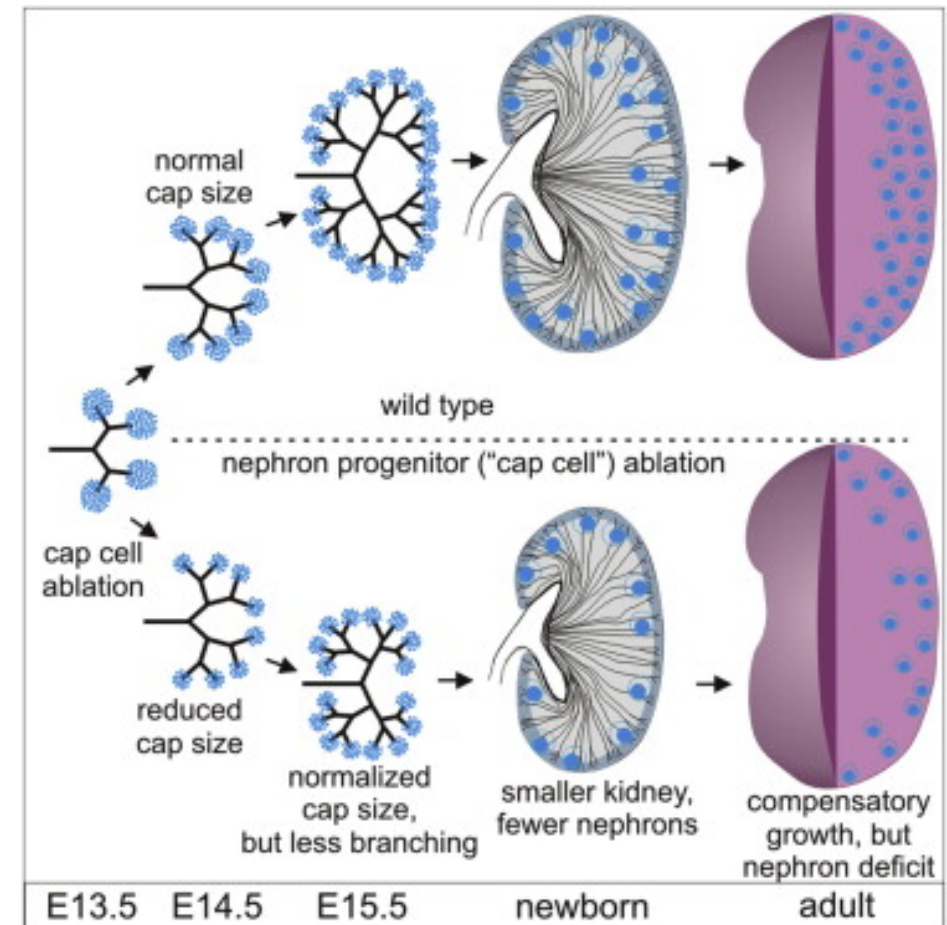 normal
cap size
wild type
nephron progenitor ("cap cell") ablation
cap cell
ablation
reduced
cap size
normalized
cap size,
but less branching
smaller kidney,
fewer nephrons
compensatory
growth, but
nephron deficit
E13.5 E14.5 E15.5 newborn adult